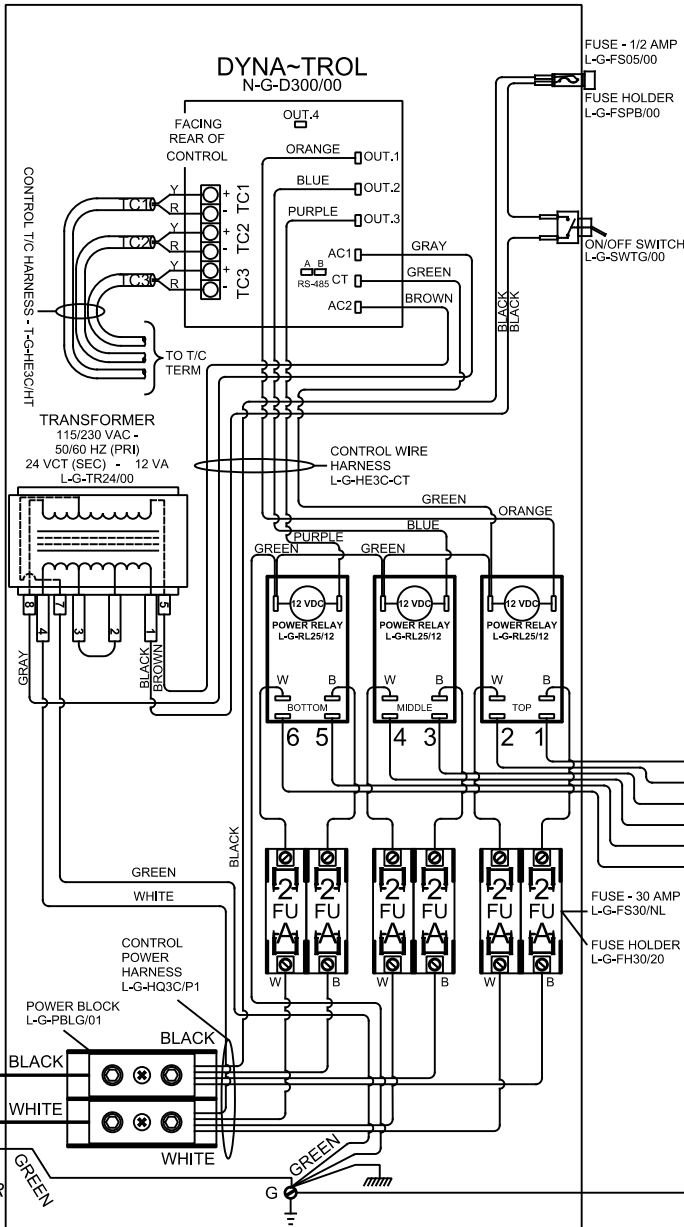 DYNA~TROL
N-G-D300/00
FUSE - 1/2 AMP
L-G-FS05/00
FUSE HOLDER
L-G-FSPB/00
ON/OFF SWITCH
L-G-SWTG/00
BLACK
BLACK
FACING
REAR OF
CONTROL
OUT.4
ORANGE
OUT.1
BLUE
OUT.2
PURPLE
OUT.3
AC1
GRAY
A B
RS-485
CT
GREEN
AC2
BROWN
TC1
Y
+
R
-
TC1
TC2
Y
+
R
-
TC2
TC3
Y
+
R
-
TC3
CONTROL T/C HARNESS - T-G-HE3C/HT
TO T/C
TERM
TRANSFORMER
115/230 VAC -
50/60 HZ (PRI)
24 VCT (SEC) - 12 VA
L-G-TR24/00
8
4
7
3
2
1
5
GRAY
BLACK
BROWN
CONTROL WIRE
HARNESS
L-G-HE3C-CT
GREEN
ORANGE
BLUE
PURPLE
GREEN
GREEN
12 VDC
POWER RELAY
L-G-RL25/12
W
B
BOTTOM
6 5
12 VDC
POWER RELAY
L-G-RL25/12
W
B
MIDDLE
4 3
12 VDC
POWER RELAY
L-G-RL25/12
W
B
TOP
2 1
BLACK
GREEN
WHITE
2
FU
A
2
FU
A
2
FU
A
2
FU
A
2
FU
A
2
FU
A
W
B
W
B
W
B
FUSE - 30 AMP
L-G-FS30/NL
FUSE HOLDER
L-G-FH30/20
CONTROL
POWER
HARNESS
L-G-HQ3C/P1
POWER BLOCK
L-G-PBLG/01
BLACK
BLACK
WHITE
WHITE
GREEN
GREEN
G
R